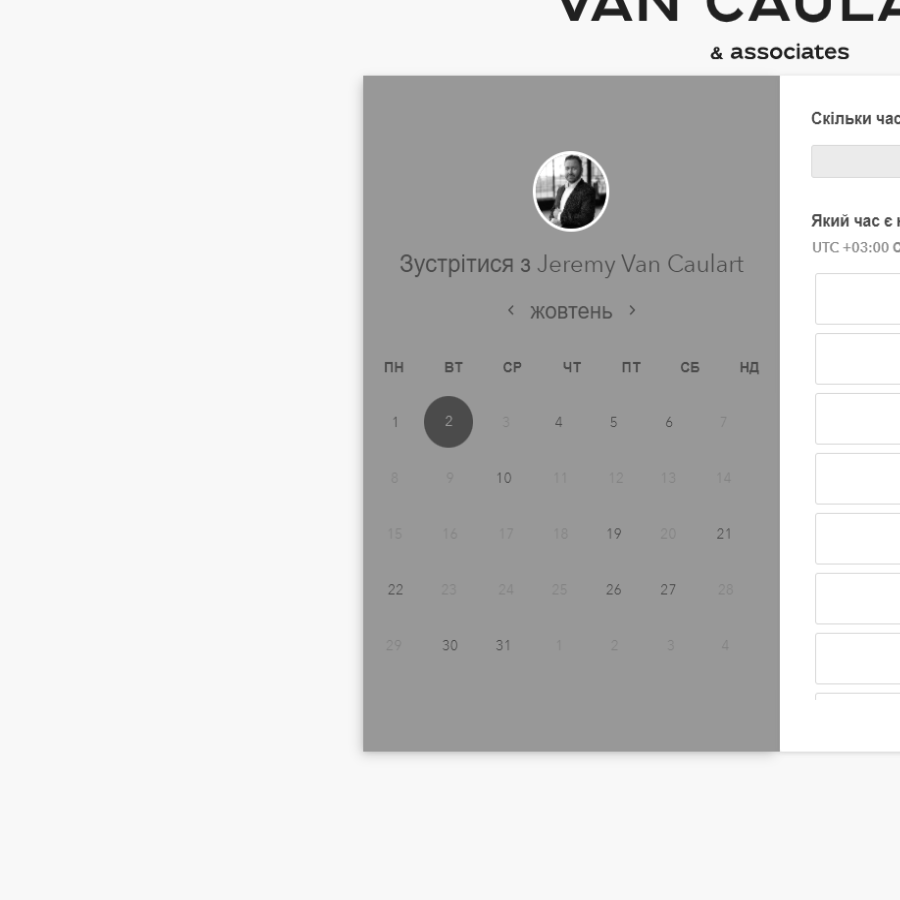 VAN CAULA
& associates
Зустрітися з Jeremy Van Caulart
‹ жовтень ›
ПН ВТ СР ЧТ ПТ СБ НД
1 2 3 4 5 6 7
8 9 10 11 12 13 14
15 16 17 18 19 20 21
22 23 24 25 26 27 28
29 30 31 1 2 3 4
Скільки час
Який час є
UTC +03:00